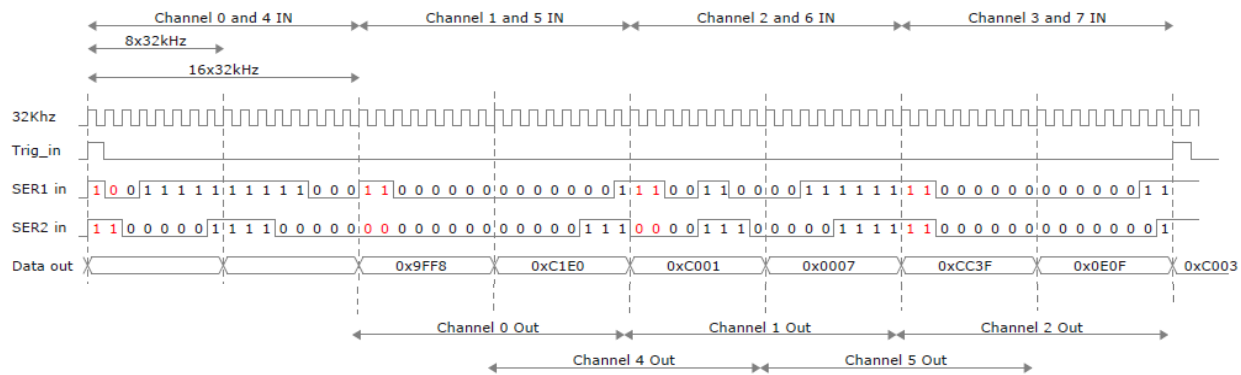 Channel 0 and 4 IN Channel 1 and 5 IN Channel 2 and 6 IN Channel 3 and 7 IN
8x32kHz
16x32kHz
32Khz
Trig_in
SER1 in 1 0 0 1 1 1 1 1 1 1 1 1 1 0 0 0 1 1 0 0 0 0 0 0 0 0 0 0 0 0 0 1 1 1 0 0 1 1 0 0 0 0 1 1 1 1 1 1 1 1 0 0 0 0 0 0 0 0 0 0 0 0 1 1
SER2 in 1 1 0 0 0 0 0 1 1 1 1 0 0 0 0 0 0 0 0 0 0 0 0 0 0 0 0 0 0 1 1 1 0 0 0 0 1 1 1 0 0 0 0 0 1 1 1 1 1 1 0 0 0 0 0 0 0 0 0 0 0 0 0 1
Data out 0x9FF8 0xC1E0 0xC001 0x0007 0xCC3F 0x0E0F 0xC003
Channel 0 Out Channel 1 Out Channel 2 Out
Channel 4 Out Channel 5 Out